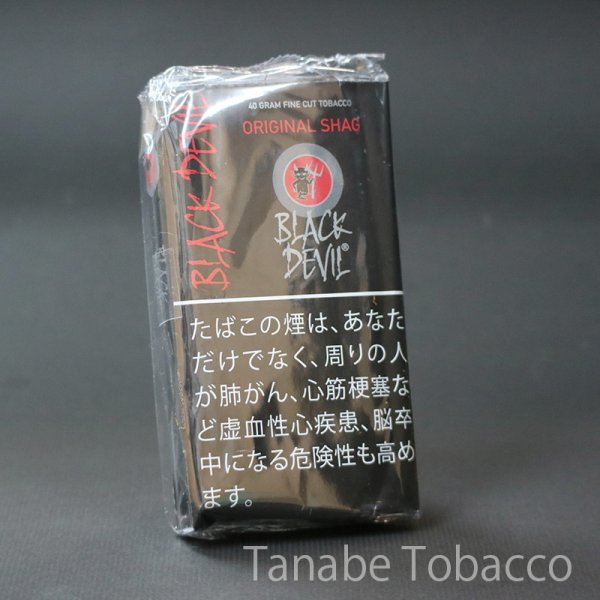 40 GRAM FINE CUT TOBACCO
ORIGINAL SHAG
BLACK DEVIL
BLACK
DEVIL®
たばこの煙は、あなた
だけでなく、周りの人
が肺がん、心筋梗塞な
ど虚血性心疾患、脳卒
中になる危険性も高め
ます。
Tanabe Tobacco